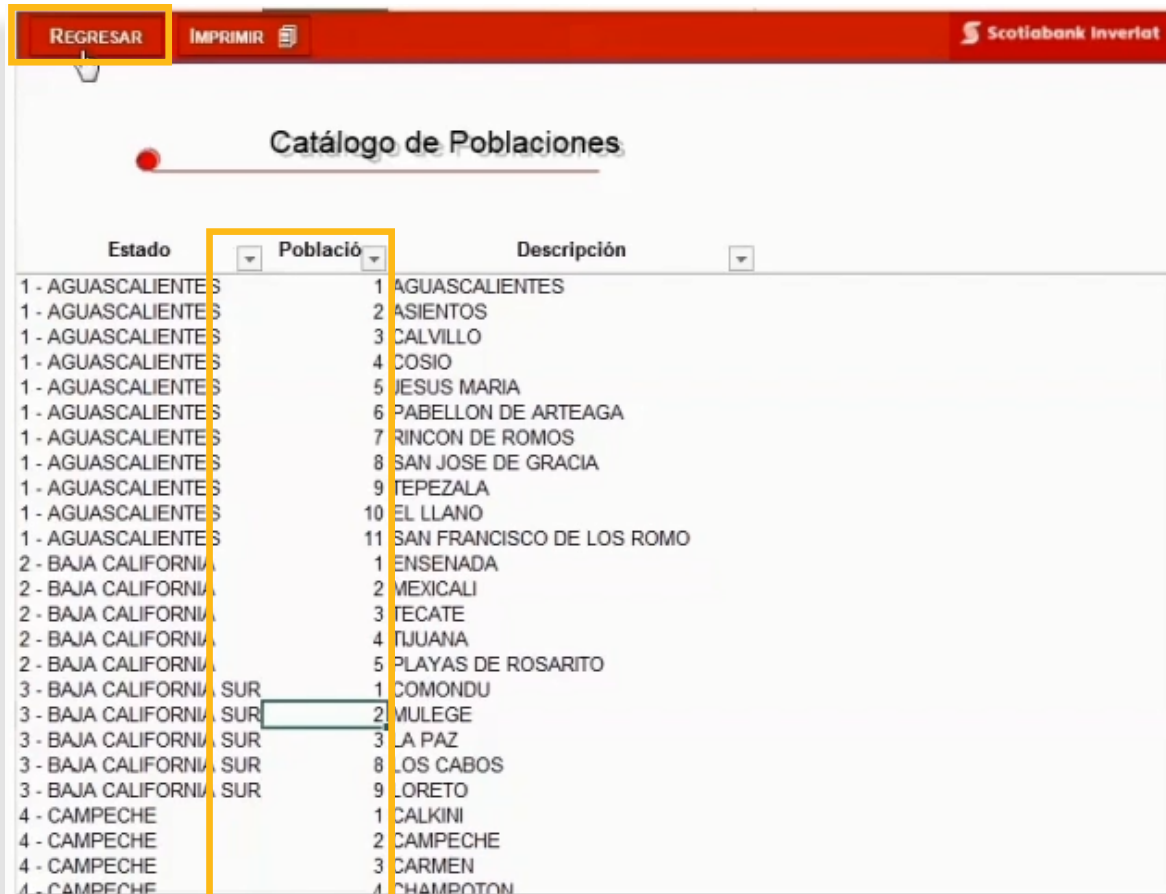 REGRESAR IMPRIMIR Scotiabank Inverlat
Catálogo de Poblaciones
Estado Població Descripción
1 - AGUASCALIENTES 1 AGUASCALIENTES
1 - AGUASCALIENTES 2 ASIENTOS
1 - AGUASCALIENTES 3 CALVILLO
1 - AGUASCALIENTES 4 COSIO
1 - AGUASCALIENTES 5 JESUS MARIA
1 - AGUASCALIENTES 6 PABELLON DE ARTEAGA
1 - AGUASCALIENTES 7 RINCON DE ROMOS
1 - AGUASCALIENTES 8 SAN JOSE DE GRACIA
1 - AGUASCALIENTES 9 TEPEZALA
1 - AGUASCALIENTES 10 EL LLANO
1 - AGUASCALIENTES 11 SAN FRANCISCO DE LOS ROMO
2 - BAJA CALIFORNIA 1 ENSENADA
2 - BAJA CALIFORNIA 2 MEXICALI
2 - BAJA CALIFORNIA 3 TECATE
2 - BAJA CALIFORNIA 4 TIJUANA
2 - BAJA CALIFORNIA 5 PLAYAS DE ROSARITO
3 - BAJA CALIFORNIA SUR 1 COMONDU
3 - BAJA CALIFORNIA SUR 2 MULEGE
3 - BAJA CALIFORNIA SUR 3 LA PAZ
3 - BAJA CALIFORNIA SUR 8 LOS CABOS
3 - BAJA CALIFORNIA SUR 9 LORETO
4 - CAMPECHE 1 CALKINI
4 - CAMPECHE 2 CAMPECHE
4 - CAMPECHE 3 CARMEN
4 - CAMPECHE 4 CHAMPOTON